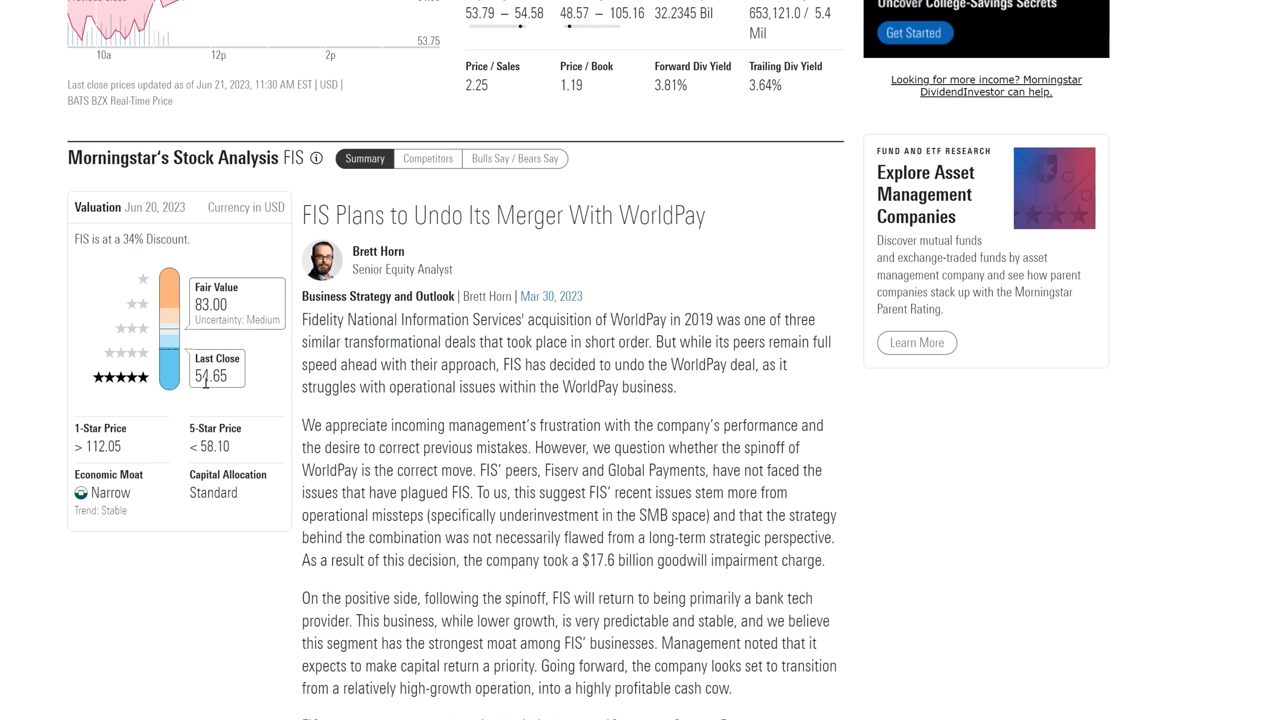 Uncover College-Savings Secrets
53.79 – 54.58
48.57 – 105.16
32.2345 Bil
653,121.0 / 5.4
Mil
Get Started
53.75
10a
12p
2p
Price / Sales
Price / Book
Forward Div Yield
Trailing Div Yield
2.25
1.19
3.81%
3.64%
Last close prices updated as of Jun 21, 2023, 11:30 AM EST | USD |
BATS BZX Real-Time Price
Looking for more income? Morningstar
DividendInvestor can help.
Morningstar's Stock Analysis FIS
Summary
Competitors
Bulls Say / Bears Say
FUND AND ETF RESEARCH
Explore Asset
Management
Companies
Discover mutual funds
and exchange-traded funds by asset
management company and see how parent
companies stack up with the Morningstar
Parent Rating.
Learn More
Valuation Jun 20, 2023
Currency in USD
FIS is at a 34% Discount.
Fair Value
83.00
Uncertainty: Medium
Last Close
54.65
1-Star Price
5-Star Price
> 112.05
< 58.10
Economic Moat
Capital Allocation
Narrow
Standard
Trend: Stable
FIS Plans to Undo Its Merger With WorldPay
Brett Horn
Senior Equity Analyst
Business Strategy and Outlook | Brett Horn | Mar 30, 2023
Fidelity National Information Services' acquisition of WorldPay in 2019 was one of three
similar transformational deals that took place in short order. But while its peers remain full
speed ahead with their approach, FIS has decided to undo the WorldPay deal, as it
struggles with operational issues within the WorldPay business.
We appreciate incoming management's frustration with the company's performance and
the desire to correct previous mistakes. However, we question whether the spinoff of
WorldPay is the correct move. FIS' peers, Fiserv and Global Payments, have not faced the
issues that have plagued FIS. To us, this suggest FIS' recent issues stem more from
operational missteps (specifically underinvestment in the SMB space) and that the strategy
behind the combination was not necessarily flawed from a long-term strategic perspective.
As a result of this decision, the company took a $17.6 billion goodwill impairment charge.
On the positive side, following the spinoff, FIS will return to being primarily a bank tech
provider. This business, while lower growth, is very predictable and stable, and we believe
this segment has the strongest moat among FIS' businesses. Management noted that it
expects to make capital return a priority. Going forward, the company looks set to transition
from a relatively high-growth operation, into a highly profitable cash cow.